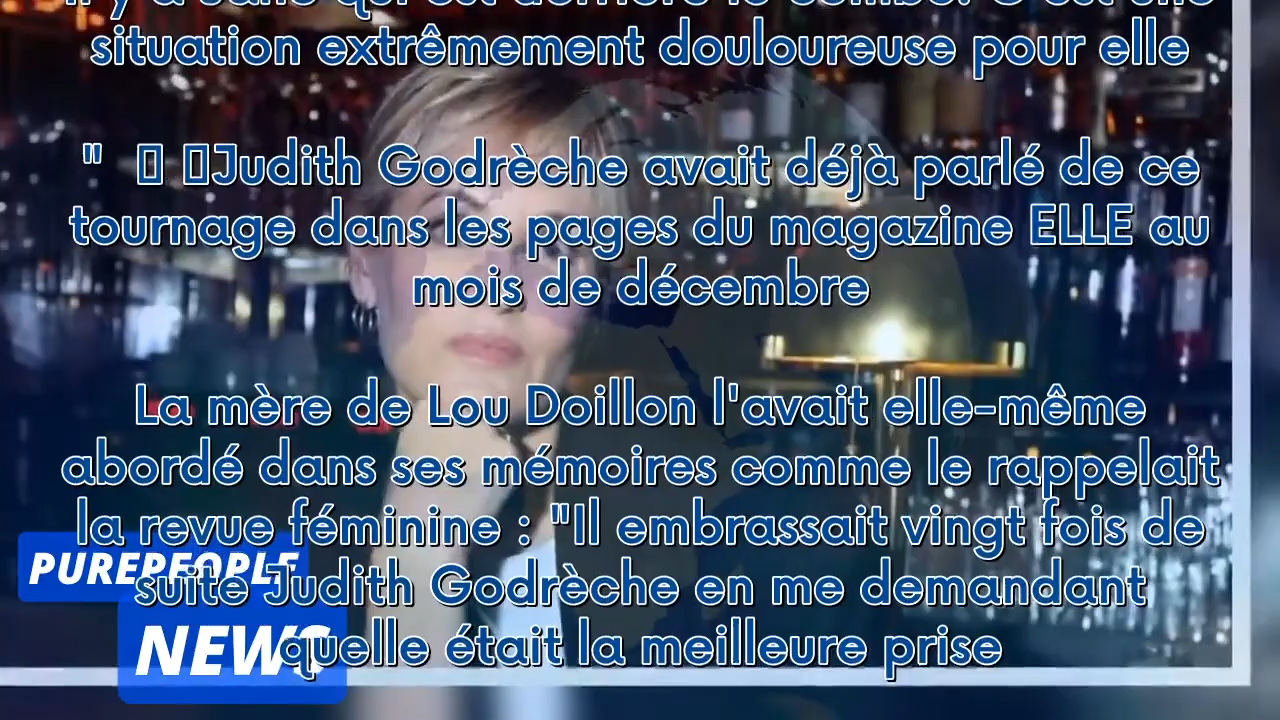 situation extrêmement douloureuse pour elle
" Judith Godrèche avait déjà parlé de ce
tournage dans les pages du magazine ELLE au
mois de décembre
La mère de Lou Doillon l'avait elle-même
abordé dans ses mémoires comme le rappelait
la revue féminine : "Il embrassait vingt fois de
suite Judith Godrèche en me demandant
quelle était la meilleure prise
PUREPEOPLE
NEWS